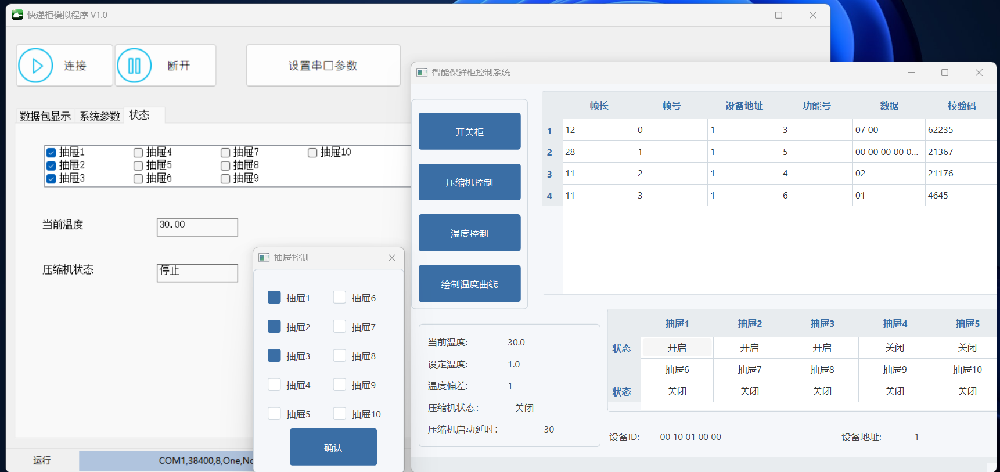 快递柜模拟程序 V1.0
连接
断开
设置串口参数
数据包显示
系统参数
状态
抽屉1
抽屉4
抽屉7
抽屉10
抽屉2
抽屉5
抽屉8
抽屉3
抽屉6
抽屉9
当前温度
30.00
压缩机状态
停止
运行
COM1,38400,8,One,No
抽屉控制
抽屉1
抽屉6
抽屉2
抽屉7
抽屉3
抽屉8
抽屉4
抽屉9
抽屉5
抽屉10
确认
智能保鲜柜控制系统
开关柜
压缩机控制
温度控制
绘制温度曲线
帧长 帧号 设备地址 功能号 数据 校验码
1 12 0 1 3 07 00 62235
2 28 1 1 5 00 00 00 00 0... 21367
3 11 2 1 4 02 21176
4 11 3 1 6 01 4645
当前温度: 30.0
设定温度: 1.0
温度偏差: 1
压缩机状态: 关闭
压缩机启动延时: 30
抽屉1 抽屉2 抽屉3 抽屉4 抽屉5
状态 开启 开启 开启 关闭 关闭
抽屉6 抽屉7 抽屉8 抽屉9 抽屉10
状态 关闭 关闭 关闭 关闭 关闭
设备ID: 00 10 01 00 00
设备地址: 1